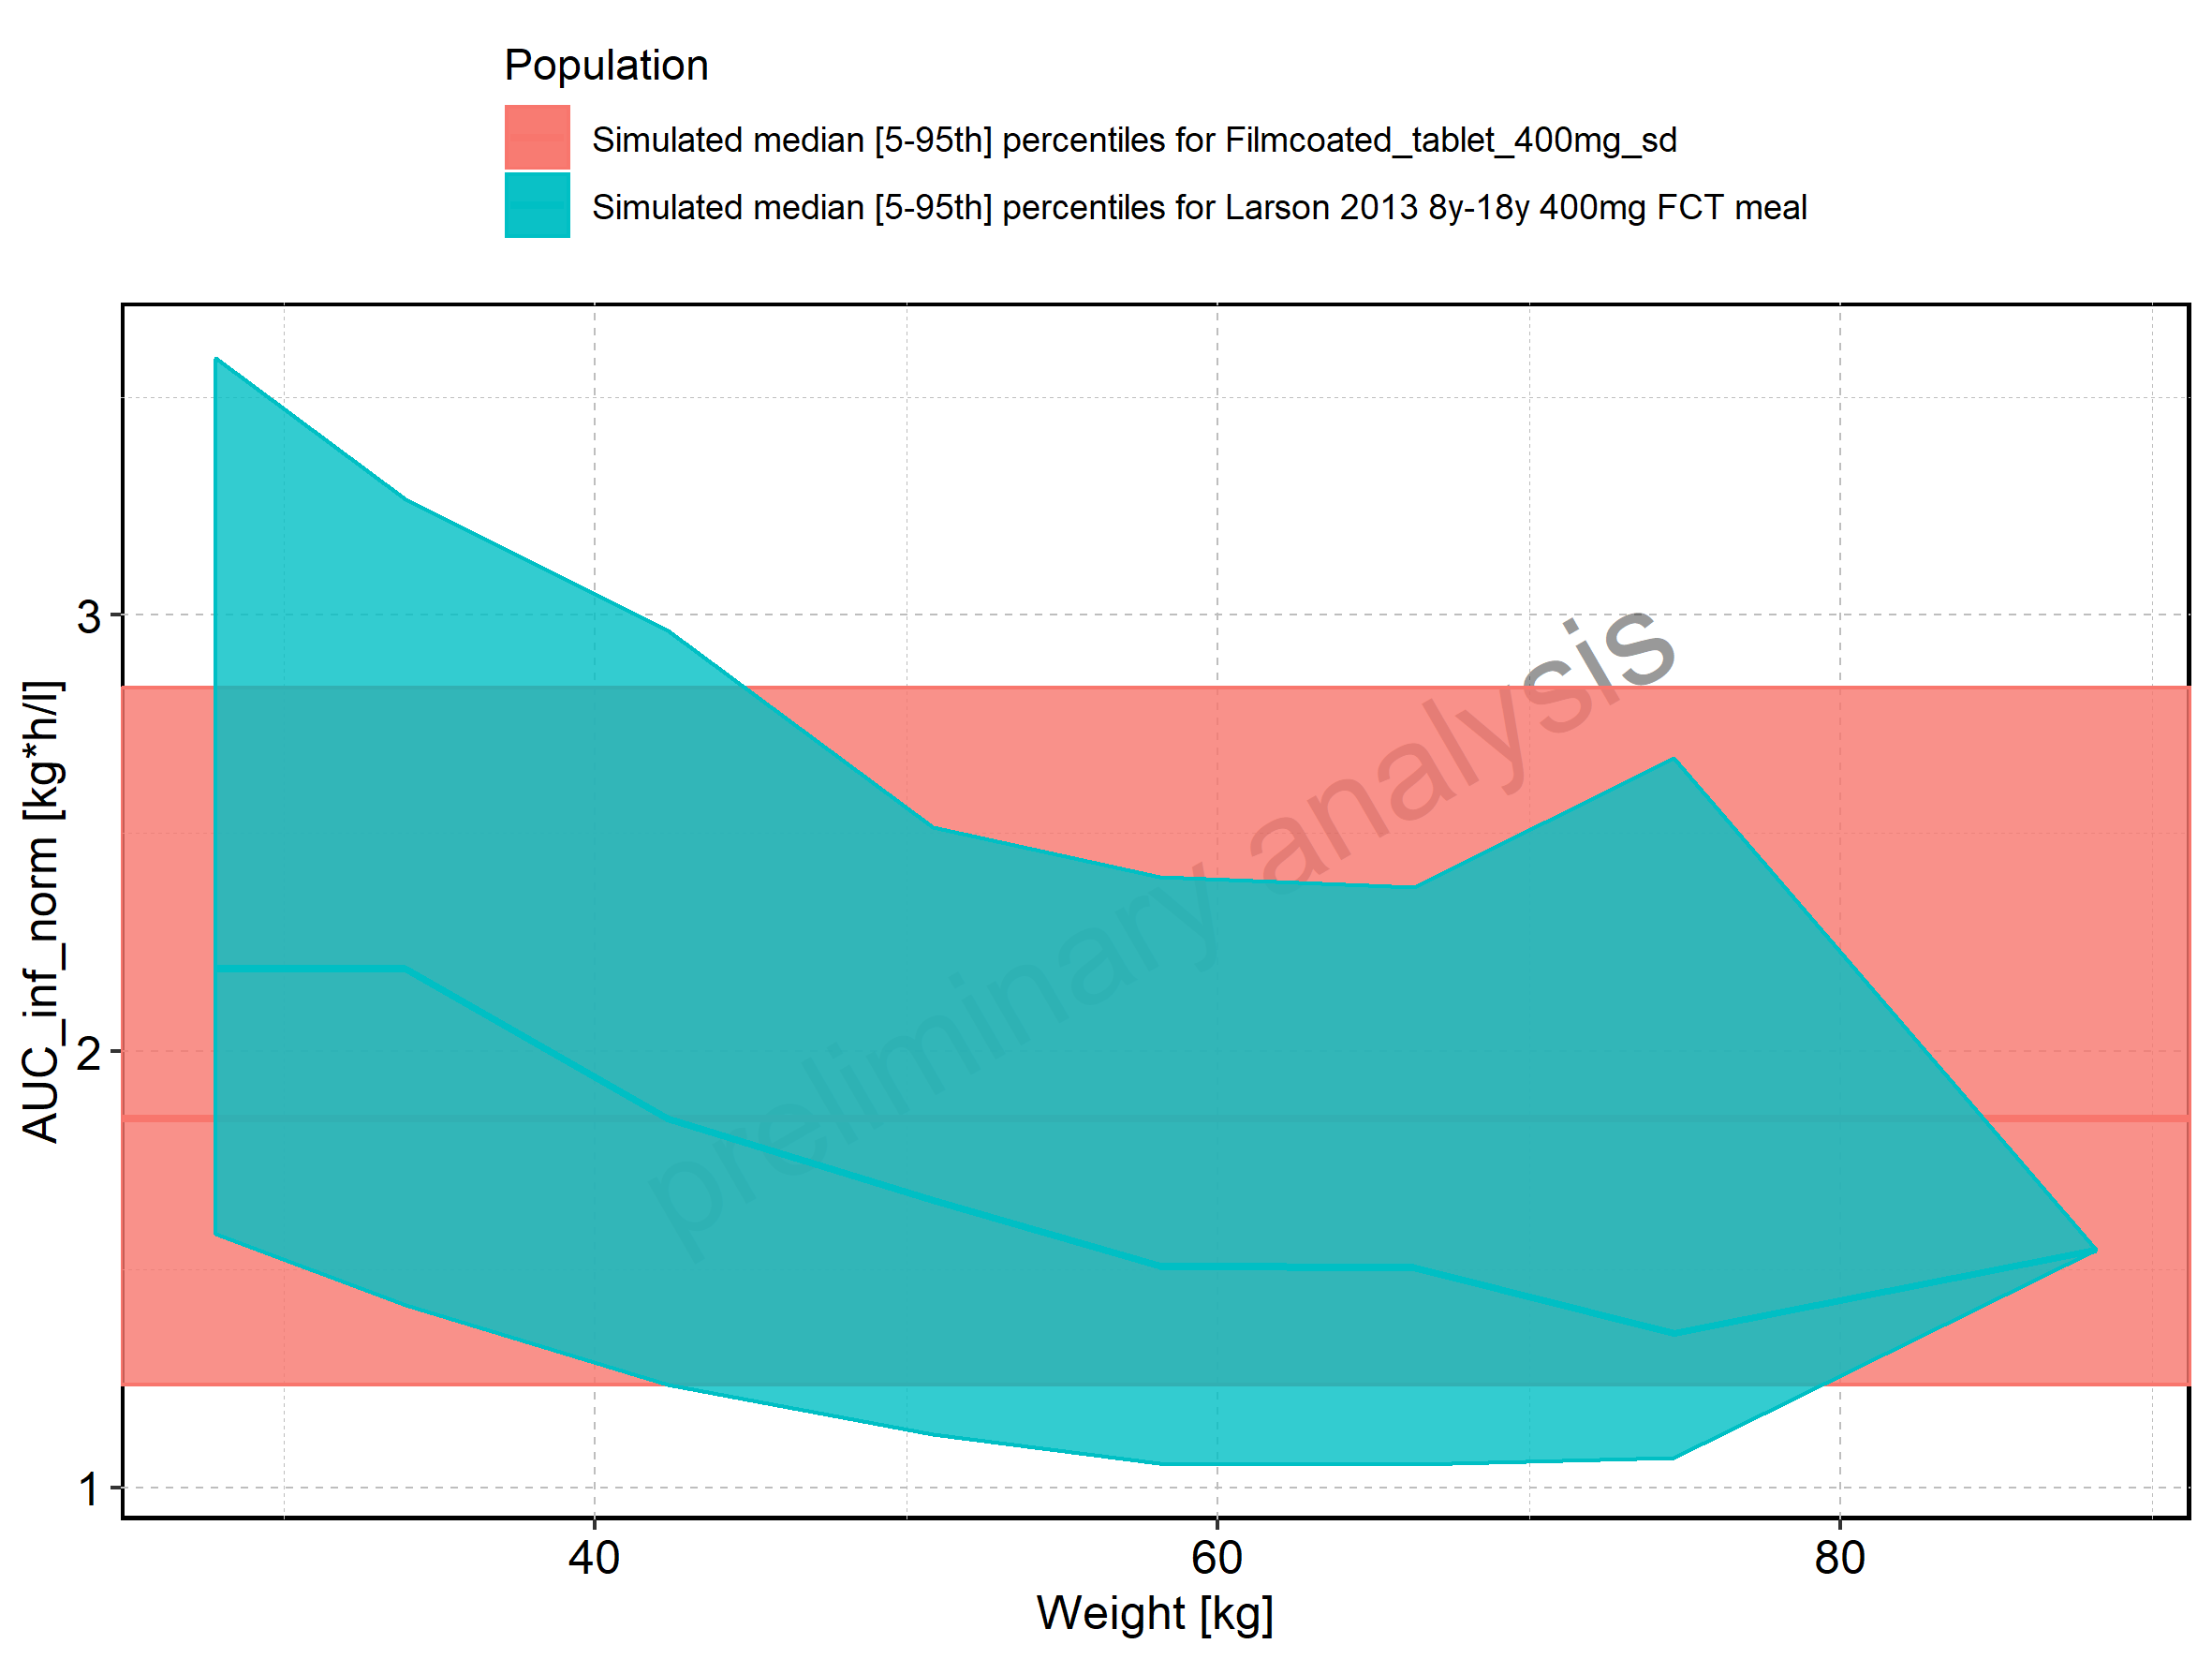 Population
Simulated median [5-95th] percentiles for Filmcoated_tablet_400mg_sd
Simulated median [5-95th] percentiles for Larson 2013 8y-18y 400mg FCT meal
AUC_inf_norm [kg*h/l]
3
2
1
preliminary analysis
40 60 80
Weight [kg]